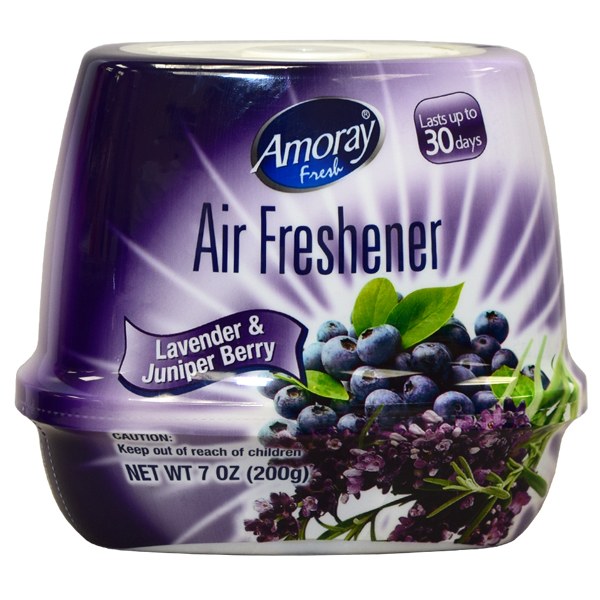 Amoray®
Fresh
Lasts up to
30 days
Air Freshener
Lavender &
Juniper Berry
CAUTION:
Keep out of reach of children
NET WT 7 OZ (200g)